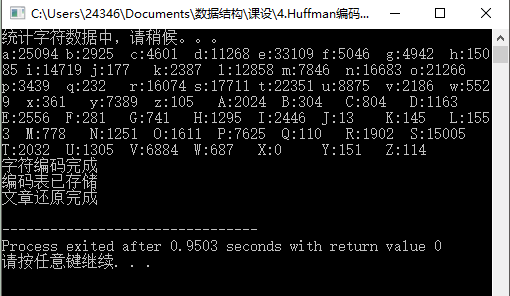 C:\Users\24346\Documents\数据结构\课设\4.Huffman编码...
统计字符数据中，请稍候。。。
a:25094 b:2925  c:4601  d:11268 e:33109 f:5046  g:4942  h:150
85 i:14719 j:177   k:2387  l:12858 m:7846  n:16683 o:21266
p:3439  q:232   r:16074 s:17711 t:22351 u:8875  v:2186  w:552
9  x:361   y:7389  z:105   A:2024  B:304   C:804   D:1163
E:2556  F:281   G:741   H:1295  I:2446  J:13    K:145   L:155
3  M:778   N:1251  O:1611  P:7625  Q:110   R:1902  S:15005
T:2032  U:1305  V:6884  W:687   X:0     Y:151   Z:114
字符编码完成
编码表已存储
文章还原完成
--------------------------------
Process exited after 0.9503 seconds with return value 0
请按任意键继续. . .